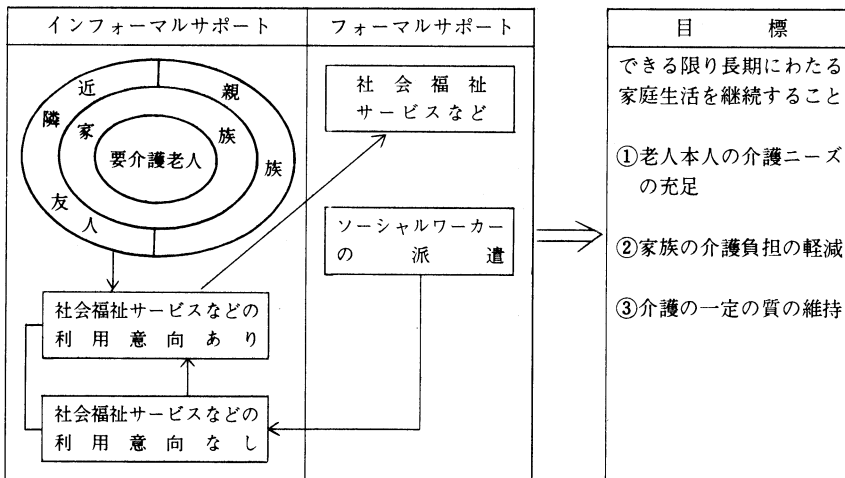 インフォーマルサポート
フォーマルサポート
目標
近隣
友人
親族
家族
要介護老人
社会福祉
サービスなど
ソーシャルワーカー
の派遣
社会福祉サービスなどの
利用意向あり
社会福祉サービスなどの
利用意向なし
できる限り長期にわたる
家庭生活を継続すること
①老人本人の介護ニーズ
の充足
②家族の介護負担の軽減
③介護の一定の質の維持